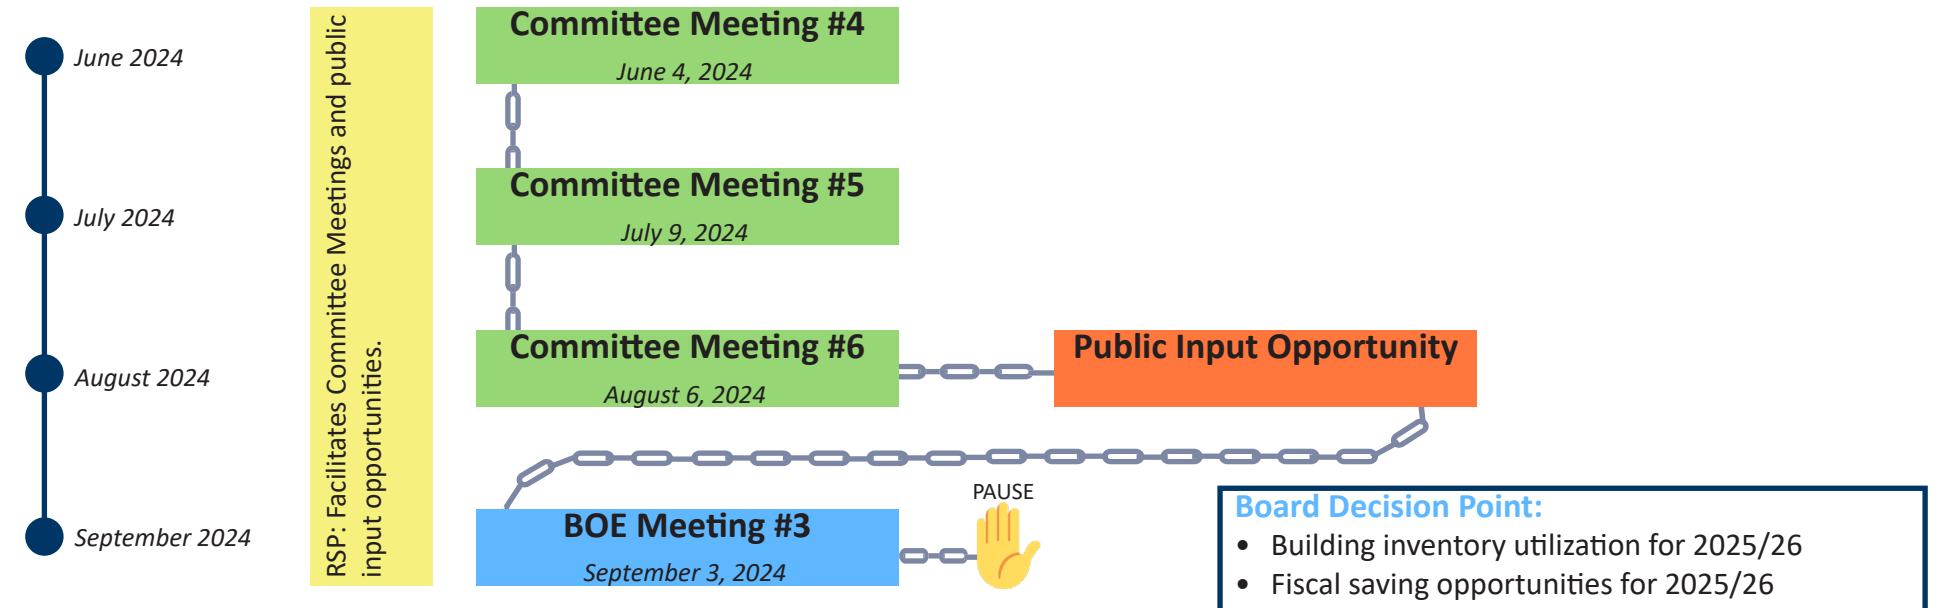 June 2024
July 2024
August 2024
September 2024
RSP: Facilitates Committee Meetings and public
input opportunities.
Committee Meeting #4
June 4, 2024
Committee Meeting #5
July 9, 2024
Committee Meeting #6
August 6, 2024
Public Input Opportunity
BOE Meeting #3
September 3, 2024
PAUSE
Board Decision Point:
• Building inventory utilization for 2025/26
• Fiscal saving opportunities for 2025/26